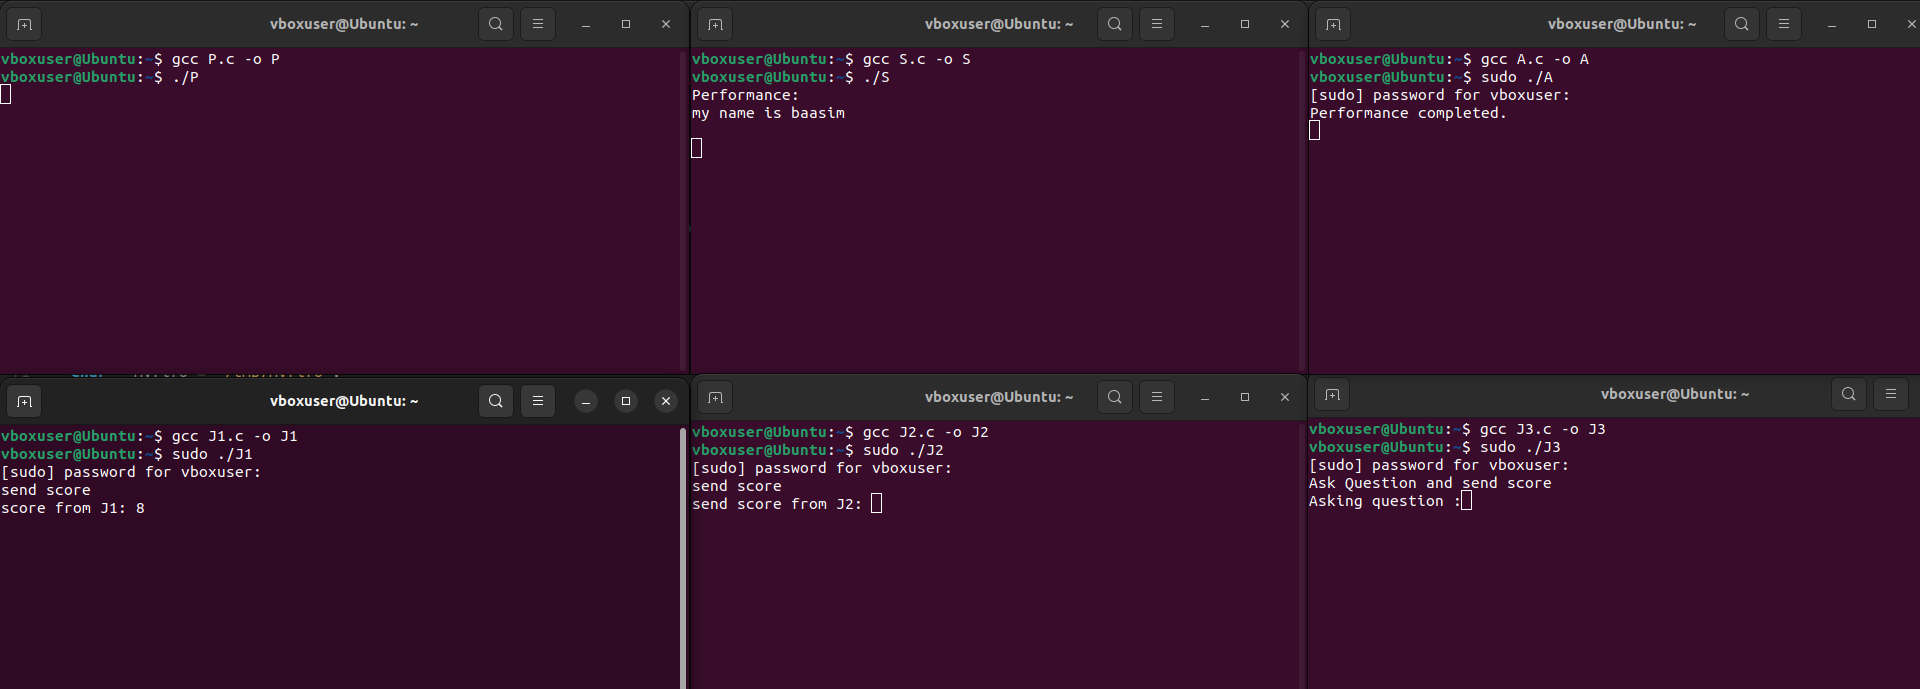 vboxuser@Ubuntu: ~
vboxuser@Ubuntu:~$ gcc P.c -o P
vboxuser@Ubuntu:~$ ./P
vboxuser@Ubuntu: ~
vboxuser@Ubuntu:~$ gcc S.c -o S
vboxuser@Ubuntu:~$ ./S
Performance:
my name is baasim
vboxuser@Ubuntu: ~
vboxuser@Ubuntu:~$ gcc A.c -o A
vboxuser@Ubuntu:~$ sudo ./A
[sudo] password for vboxuser:
Performance completed.
vboxuser@Ubuntu: ~
vboxuser@Ubuntu:~$ gcc J1.c -o J1
vboxuser@Ubuntu:~$ sudo ./J1
[sudo] password for vboxuser:
send score
score from J1: 8
vboxuser@Ubuntu: ~
vboxuser@Ubuntu:~$ gcc J2.c -o J2
vboxuser@Ubuntu:~$ sudo ./J2
[sudo] password for vboxuser:
send score
send score from J2:
vboxuser@Ubuntu: ~
vboxuser@Ubuntu:~$ gcc J3.c -o J3
vboxuser@Ubuntu:~$ sudo ./J3
[sudo] password for vboxuser:
Ask Question and send score
Asking question :